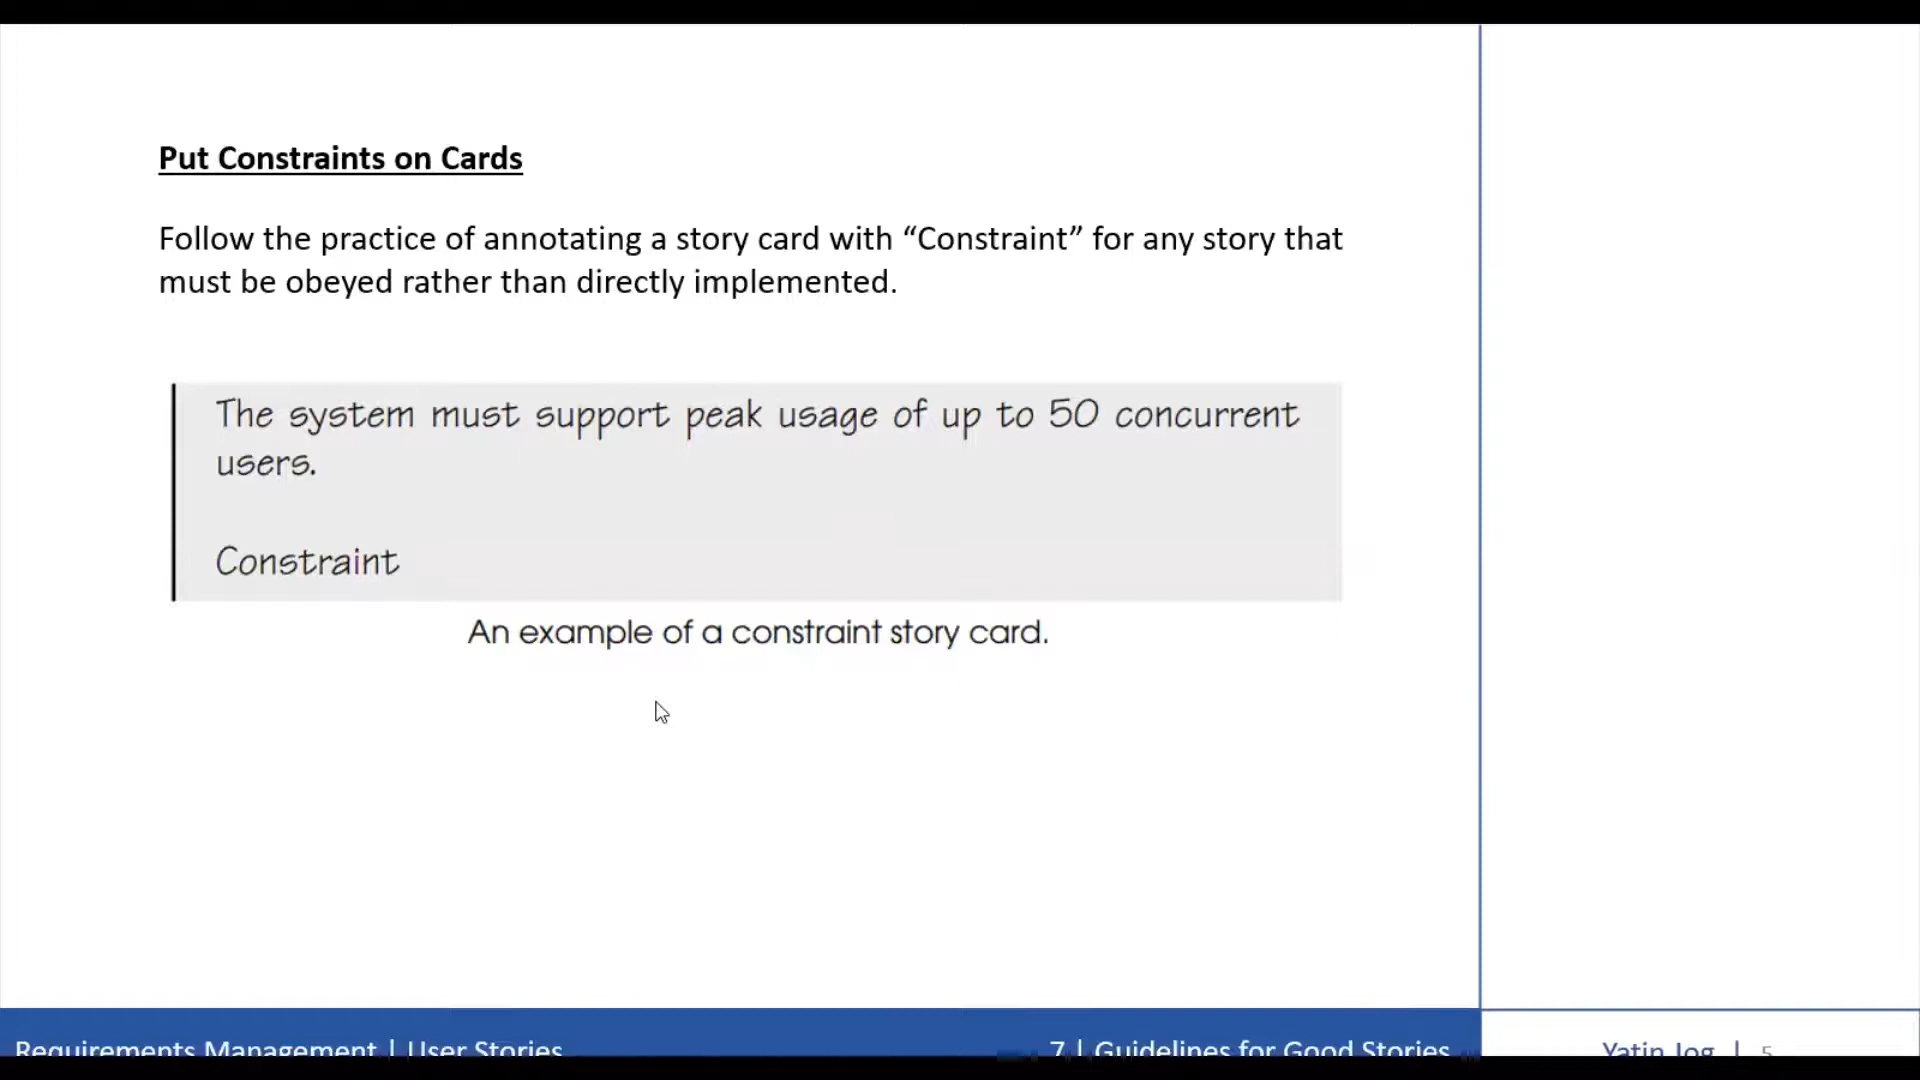 Put Constraints on Cards
Follow the practice of annotating a story card with “Constraint” for any story that
must be obeyed rather than directly implemented.
The system must support peak usage of up to 50 concurrent
users.
Constraint
An example of a constraint story card.
Requirements Management | User Stories
7 | Guidelines for Good Stories
Yatin Jog | 5